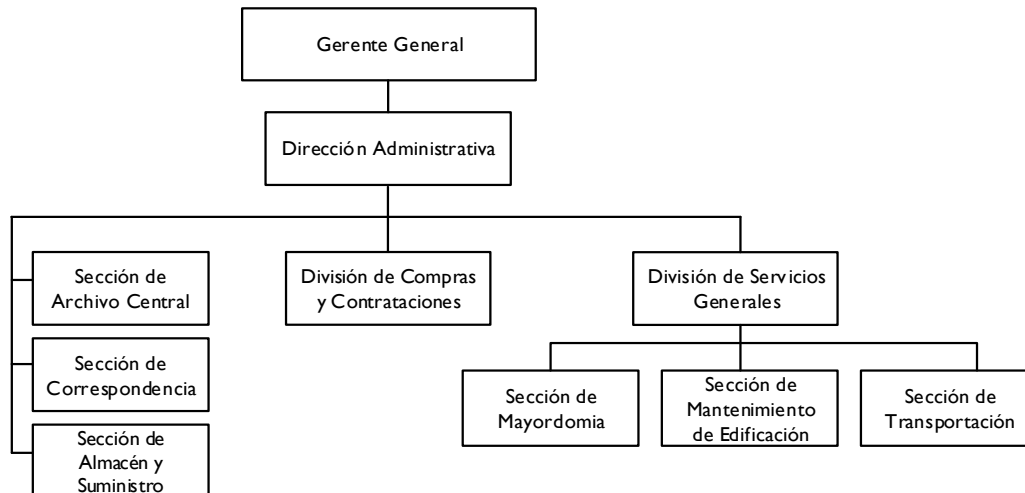 Gerente General
Dirección Administrativa
Sección de
Archivo Central
División de Compras
y Contrataciones
División de Servicios
Generales
Sección de
Correspondencia
Sección de
Mayordomia
Sección de
Mantenimiento
de Edificación
Sección de
Transportación
Sección de
Almacén y
Suministro